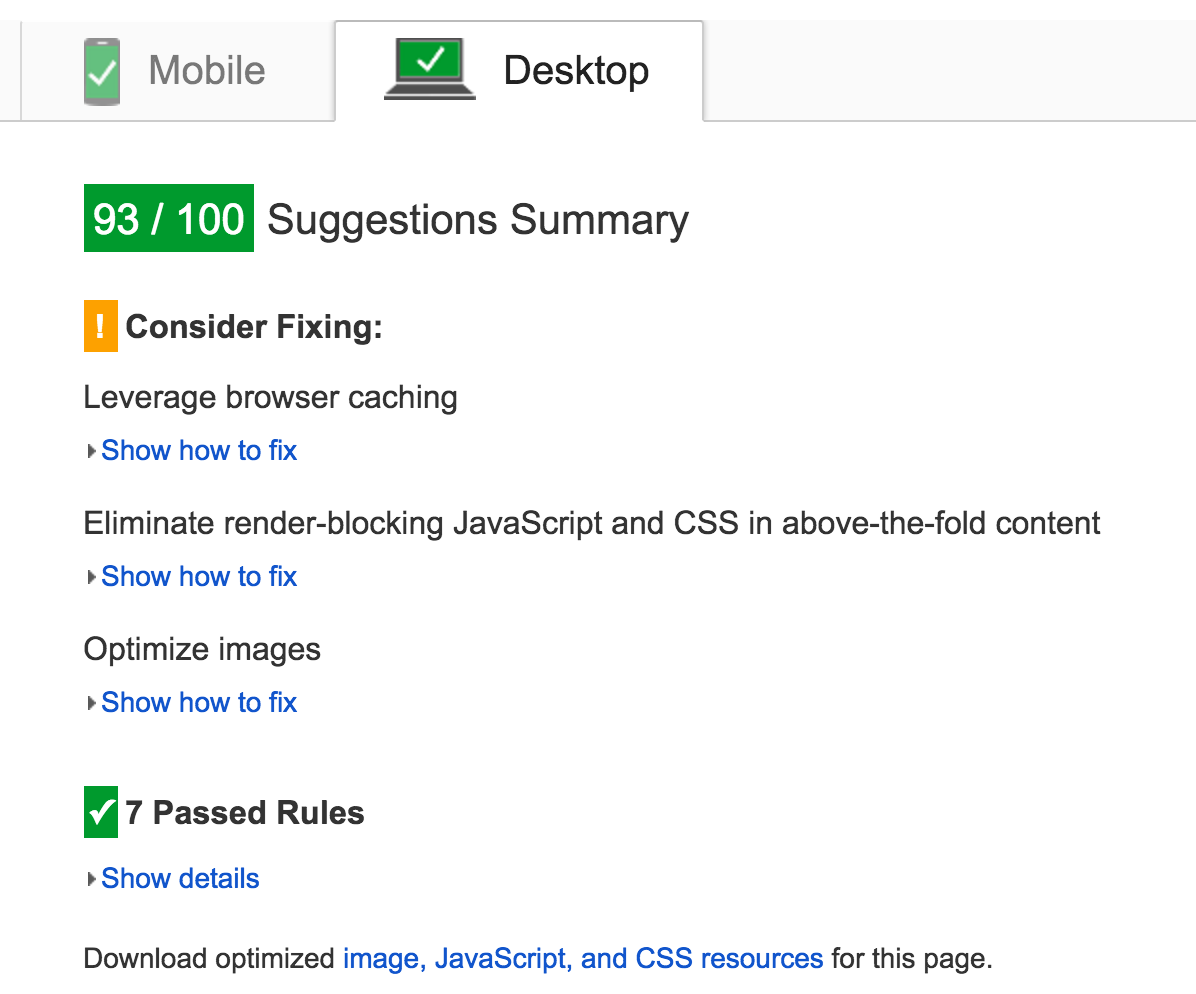 Mobile
Desktop
93 / 100 Suggestions Summary
! Consider Fixing:
Leverage browser caching
Show how to fix
Eliminate render-blocking JavaScript and CSS in above-the-fold content
Show how to fix
Optimize images
Show how to fix
7 Passed Rules
Show details
Download optimized image, JavaScript, and CSS resources for this page.